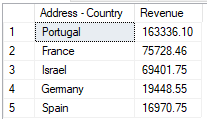 Address - Country Revenue
1 Portugal 163336.10
2 France 75728.46
3 Israel 69401.75
4 Germany 19448.55
5 Spain 16970.75